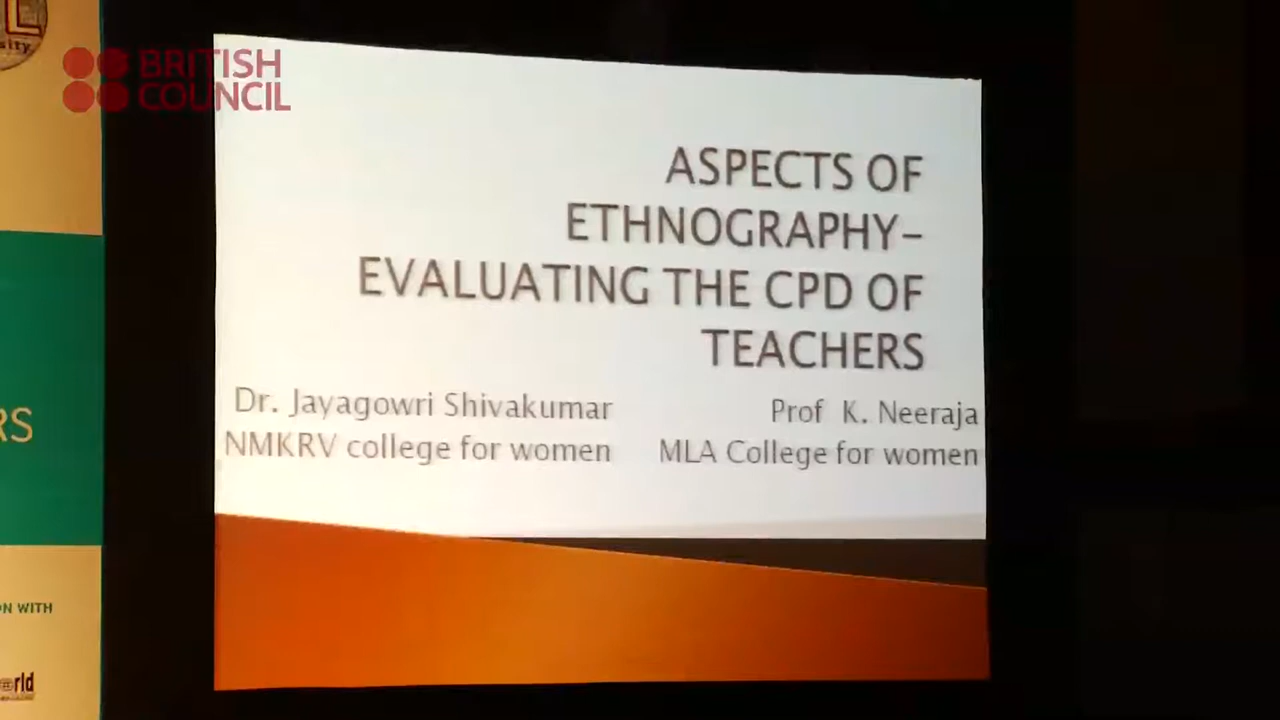 BRITISH
COUNCIL
ASPECTS OF
ETHNOGRAPHY–
EVALUATING THE CPD OF
TEACHERS
Dr. Jayagowri Shivakumar
NMKRV college for women
Prof K. Neeraja
MLA College for women
RS
ON WITH